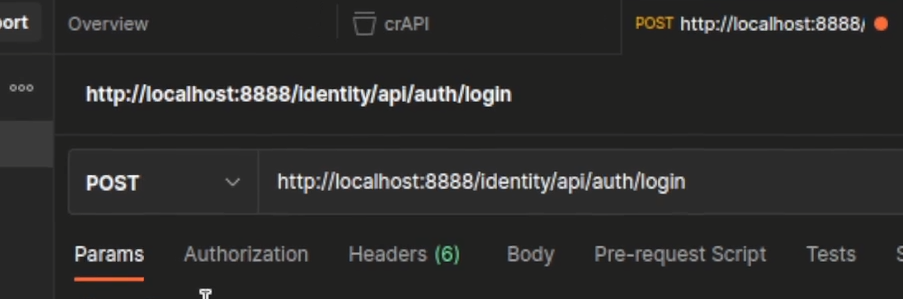 ort Overview crAPI POST http://localhost:8888/
http://localhost:8888/identity/api/auth/login
POST http://localhost:8888/identity/api/auth/login
Params Authorization Headers (6) Body Pre-request Script Tests